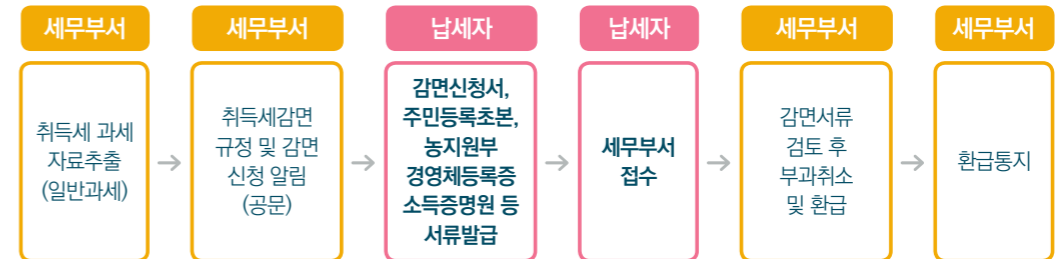 세무부서
세무부서
납세자
납세자
세무부서
세무부서
취득세 과세
자료추출
(일반과세)
취득세감면
규정 및 감면
신청 알림
(공문)
감면신청서,
주민등록초본,
농지원부
경영체등록증
소득증명원 등
서류발급
세무부서
접수
감면서류
검토 후
부과취소
및 환급
환급통지